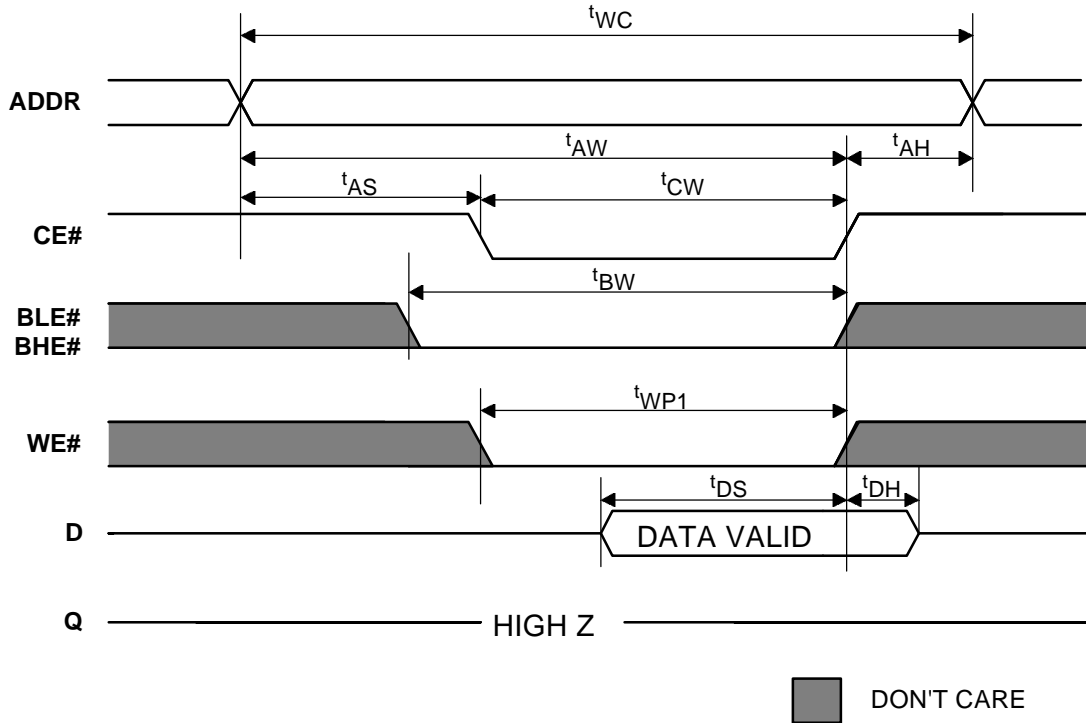 tWC
ADDR
tAW
tAH
tAS
tCW
CE#
tBW
BLE#
BHE#
tWP1
WE#
tDS
tDH
D
DATA VALID
Q
HIGH Z
DON'T CARE